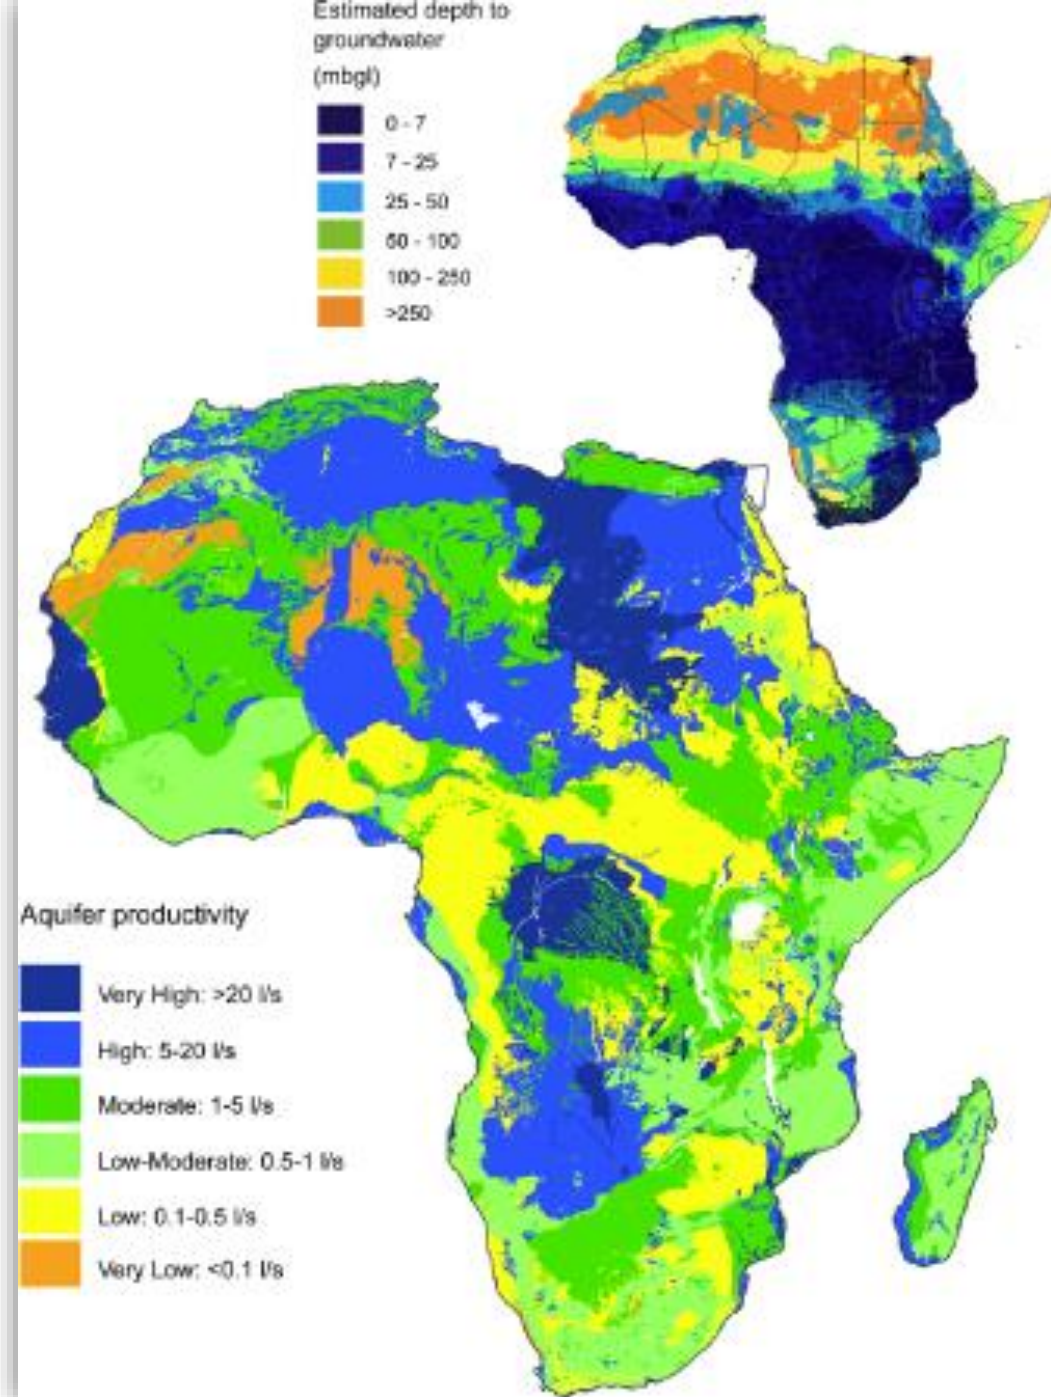 Estimated depth to
groundwater
(mbgl)
0 - 7
7 - 25
25 - 50
50 - 100
100 - 250
>250
Aquifer productivity
Very High: >20 l/s
High: 5-20 l/s
Moderate: 1-5 l/s
Low-Moderate: 0.5-1 l/s
Low: 0.1-0.5 l/s
Very Low: <0.1 l/s